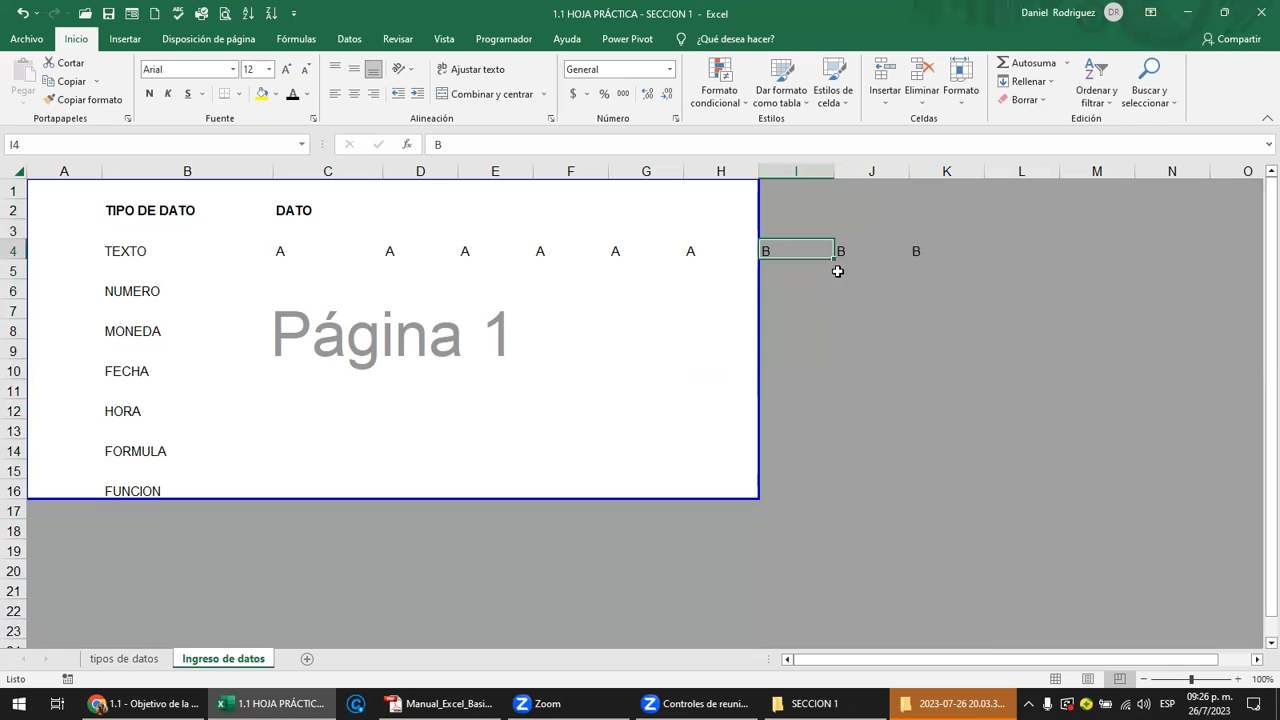 1.1 HOJA PRÁCTICA - SECCION 1 - Excel
Daniel Rodriguez DR
Archivo Inicio Insertar Disposición de página Fórmulas Datos Revisar Vista Programador Ayuda Power Pivot ¿Qué desea hacer? Compartir
Pegar
Cortar
Copiar
Copiar formato
Portapapeles
Arial 12
N K S
Fuente
Ajustar texto
Combinar y centrar
Alineación
General
$ % 000
Número
Formato condicional
Dar formato como tabla
Estilos de celda
Estilos
Insertar Eliminar Formato
Celdas
Autosuma
Rellenar
Borrar
Ordenar y filtrar
Buscar y seleccionar
Edición
I4 fx B
A B C D E F G H I J K L M N O
1
2 TIPO DE DATO DATO
3
4 TEXTO A A A A A A B B B
5
6 NUMERO
7
Página 1
8 MONEDA
9
10 FECHA
11
12 HORA
13
14 FORMULA
15
16 FUNCION
17
18
19
20
21
22
23
tipos de datos Ingreso de datos
Listo 100%
1.1 - Objetivo de la ... 1.1 HOJA PRÁCTIC... Manual_Excel_Basi... Zoom Controles de reuni... SECCION 1 2023-07-26 20.03.3... ESP 09:26 p. m.
26/7/2023